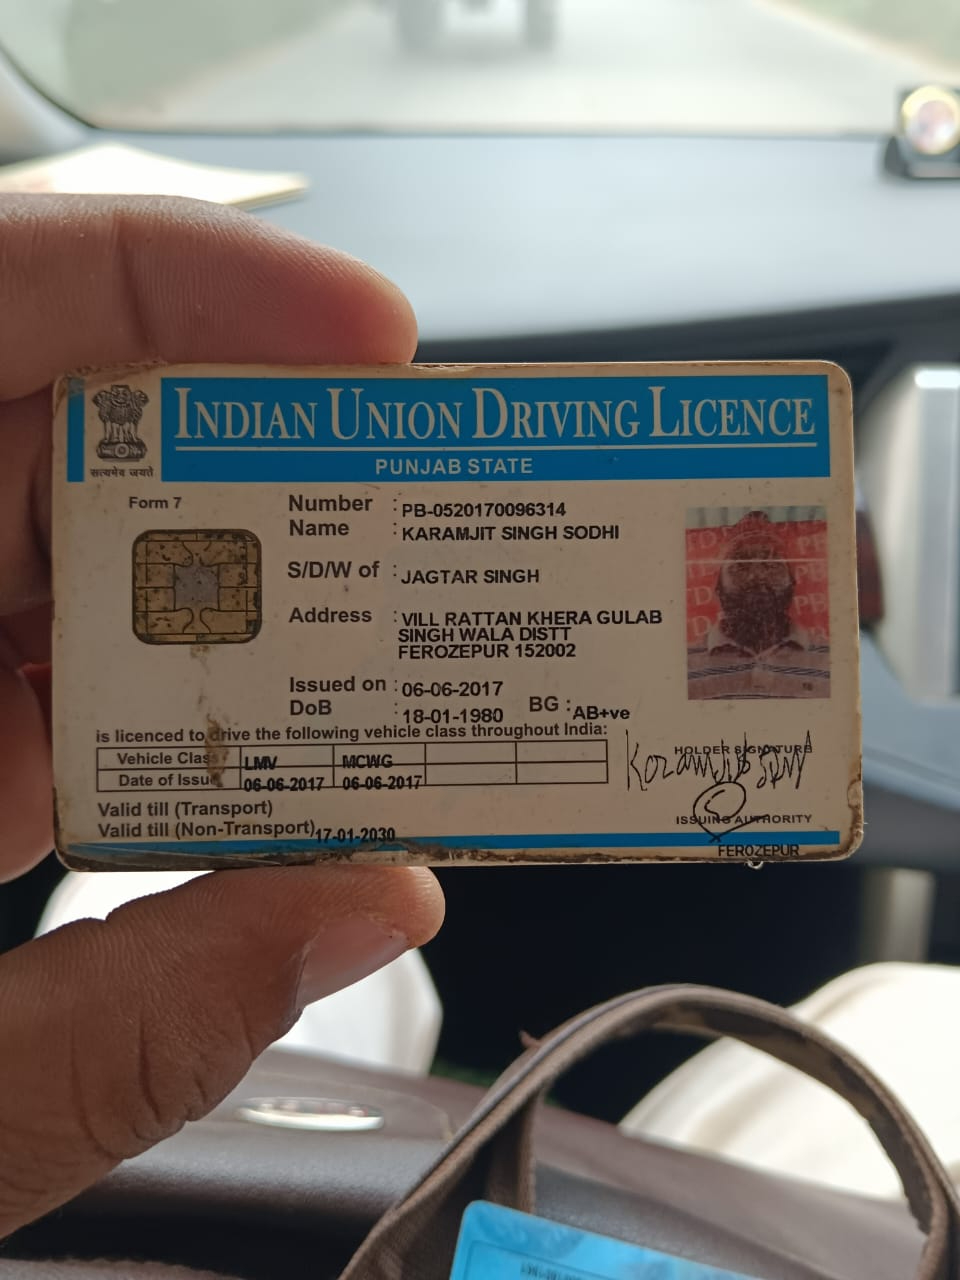 INDIAN UNION DRIVING LICENCE
PUNJAB STATE
सत्यमेव जयते
Form 7
Number : PB-0520170096314
Name : KARAMJIT SINGH SODHI
S/D/W of : JAGTAR SINGH
Address : VILL RATTAN KHERA GULAB
SINGH WALA DISTT
FEROZEPUR 152002
Issued on : 06-06-2017
DoB : 18-01-1980 BG : AB+ve
is licenced to drive the following vehicle class throughout India:
Vehicle Class LMV MCWG
Date of Issue 06-06-2017 06-06-2017
HOLDER SIGNATURE
Valid till (Transport)
Valid till (Non-Transport) 17-01-2030
ISSUING AUTHORITY
FEROZEPUR